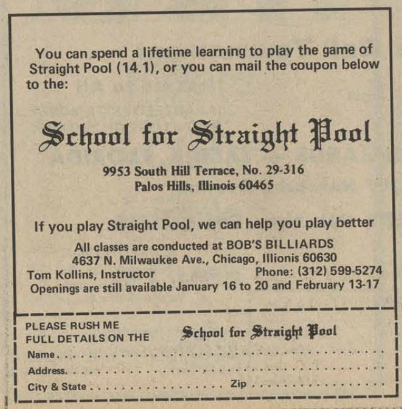 You can spend a lifetime learning to play the game of
Straight Pool (14.1), or you can mail the coupon below
to the:
School for Straight Pool
9953 South Hill Terrace, No. 29-316
Palos Hills, Illinois 60465
If you play Straight Pool, we can help you play better
All classes are conducted at BOB'S BILLIARDS
4637 N. Milwaukee Ave., Chicago, Illionis 60630
Tom Kollins, Instructor Phone: (312) 599-5274
Openings are still available January 16 to 20 and February 13-17
PLEASE RUSH ME
FULL DETAILS ON THE School for Straight Pool
Name
Address
City & State Zip